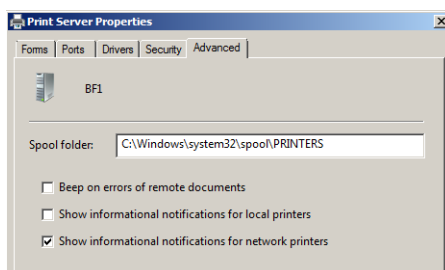 Print Server Properties
Forms Ports Drivers Security Advanced
BF1
Spool folder: C:\Windows\system32\spool\PRINTERS
Beep on errors of remote documents
Show informational notifications for local printers
Show informational notifications for network printers